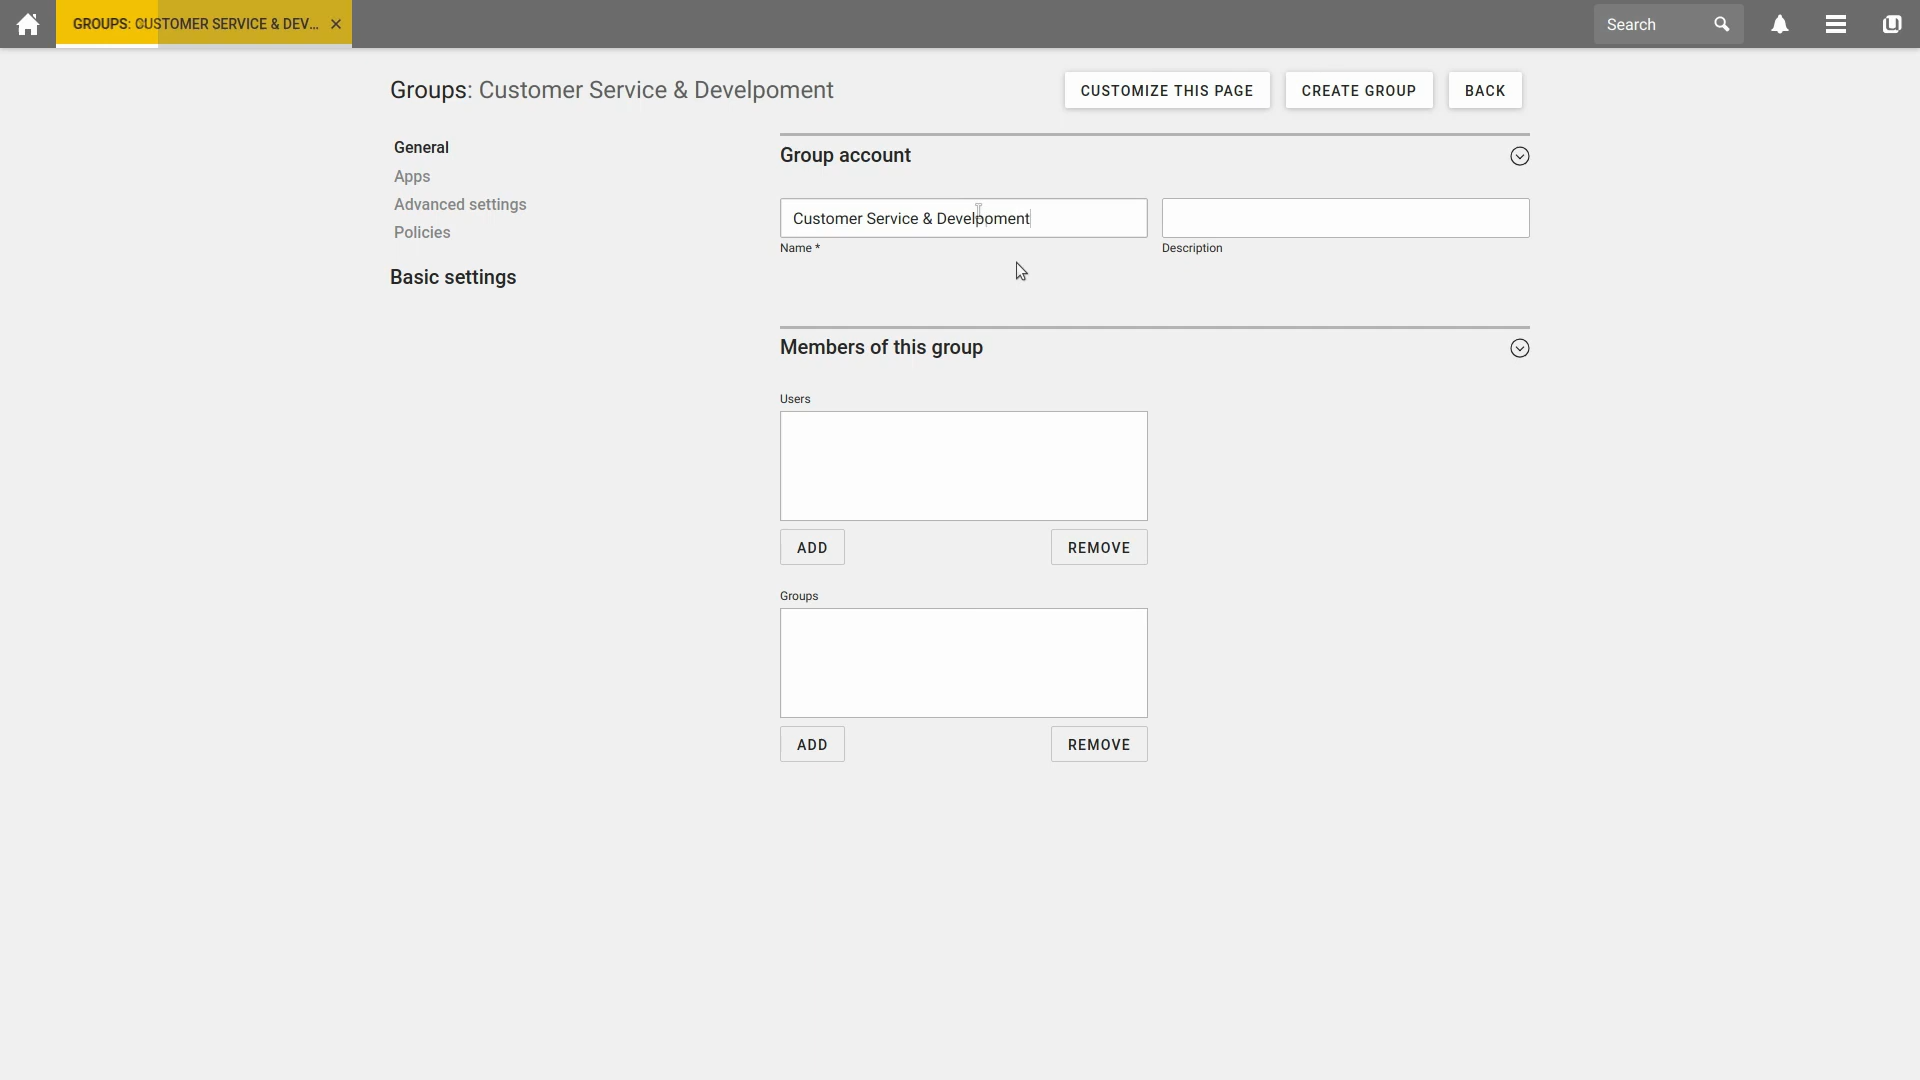 GROUPS: CUSTOMER SERVICE & DEV...
Search
Groups: Customer Service & Develpoment
CUSTOMIZE THIS PAGE
CREATE GROUP
BACK
General
Apps
Advanced settings
Policies
Basic settings
Group account
Customer Service & Develpoment
Name *
Description
Members of this group
Users
ADD
REMOVE
Groups
ADD
REMOVE